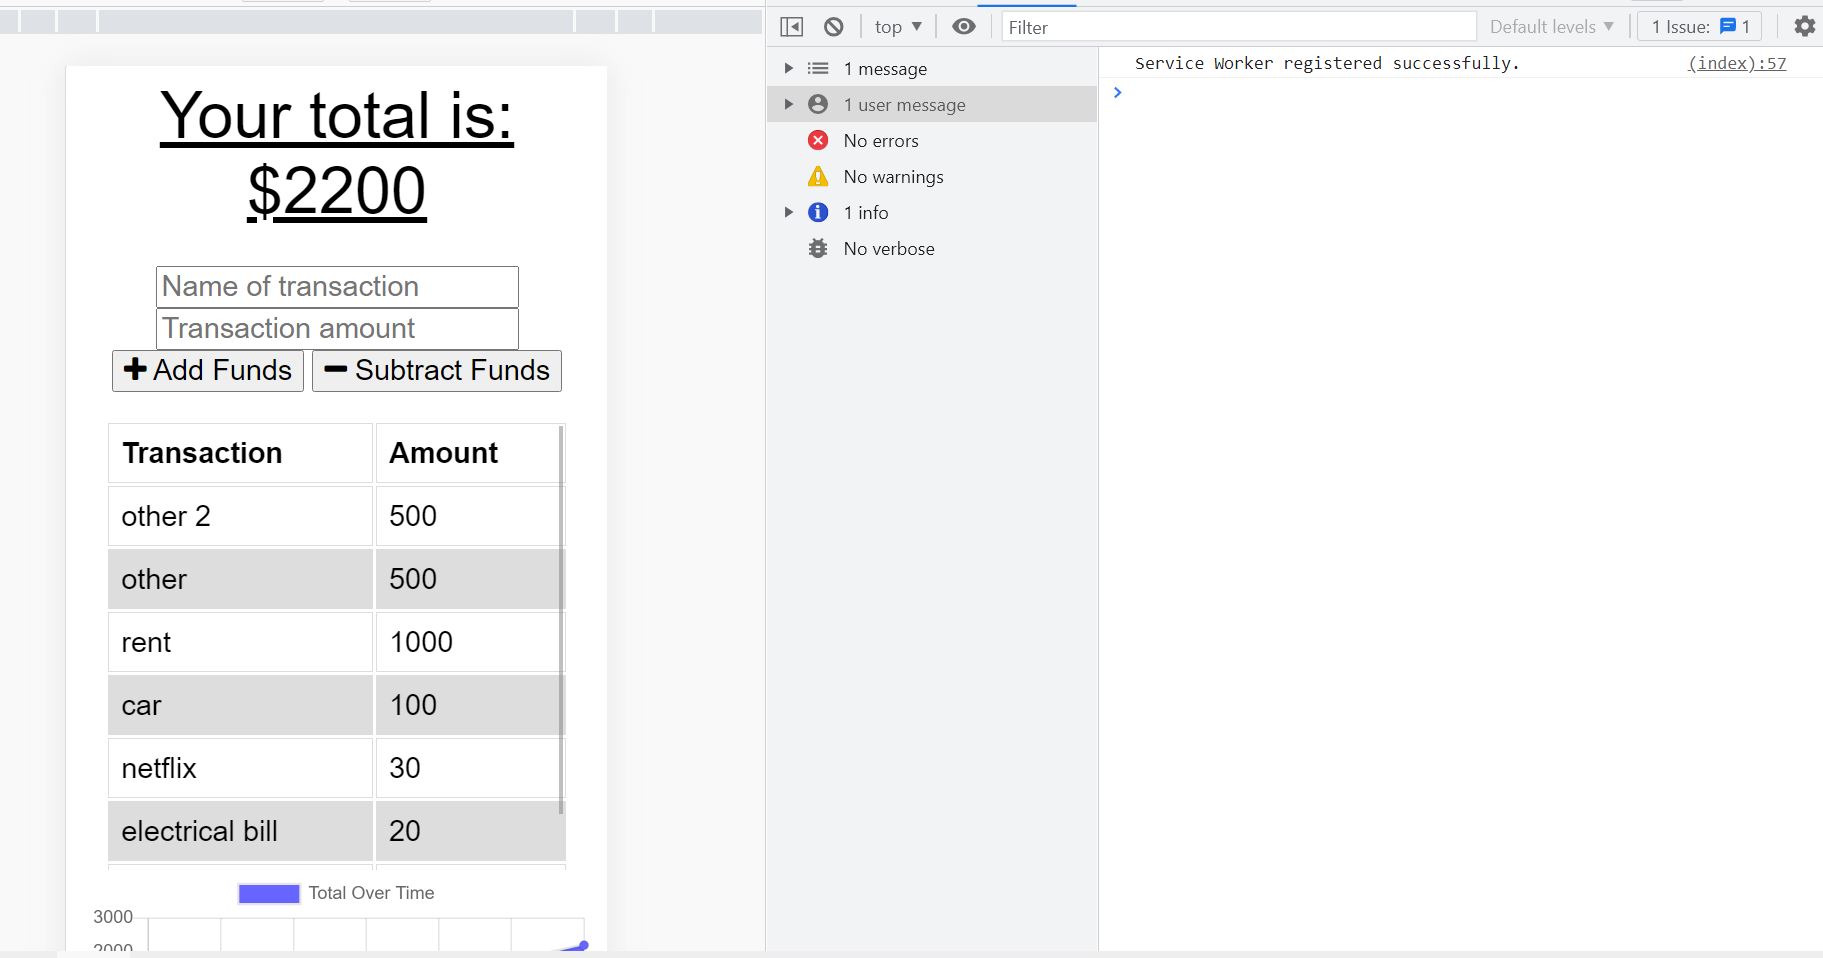 Your total is:
$2200
Name of transaction
Transaction amount
Add Funds Subtract Funds
Transaction Amount
other 2 500
other 500
rent 1000
car 100
netflix 30
electrical bill 20
Total Over Time
3000
2000
top Filter Default levels 1 Issue: 1
1 message
1 user message
No errors
No warnings
1 info
No verbose
Service Worker registered successfully. (index):57